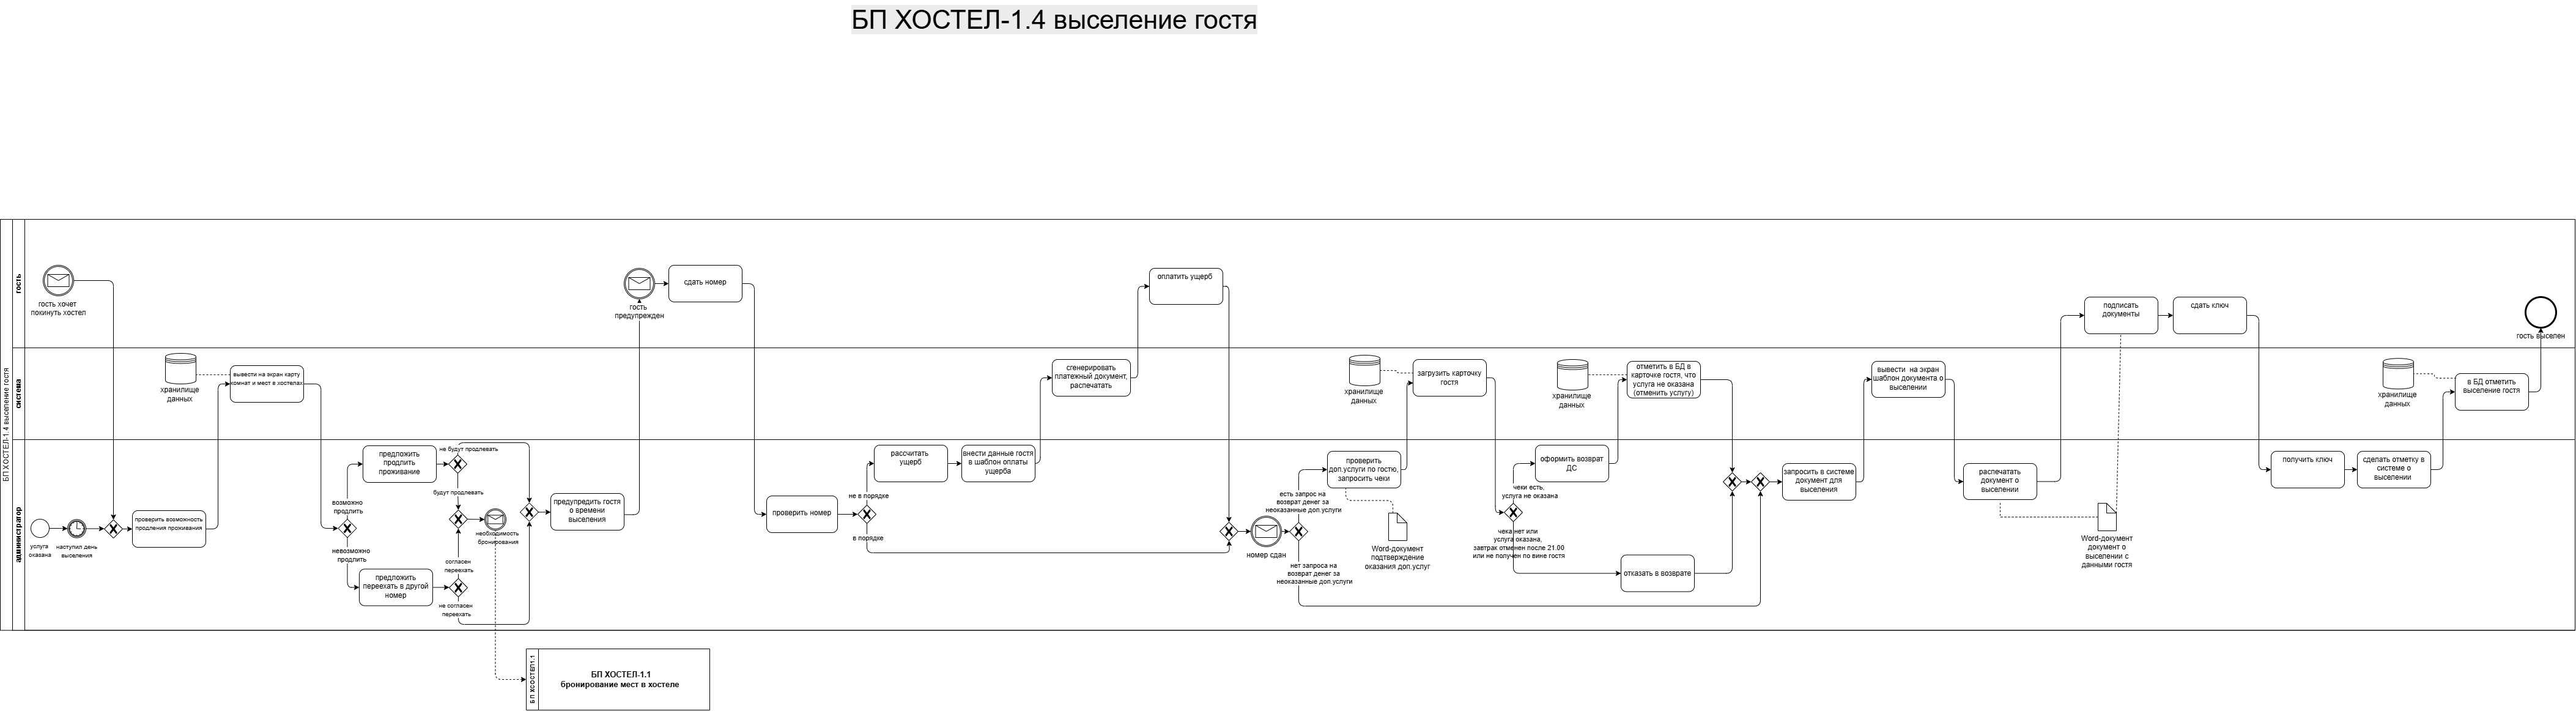 БП ХОСТЕЛ-1.4 выселение гостя
БП ХОСТЕЛ-1.4 выселение гостя
гость
гость хочет
покинуть хостел
гость
предупрежден
сдать номер
оплатить ущерб
подписать
документы
сдать ключ
гость выселен
система
хранилище
данных
вывести на экран карту
комнат и мест в хостелах
сгенерировать
платежный документ,
распечатать
хранилище
данных
загрузить карточку
гостя
хранилище
данных
отметить в БД в
карточке гостя, что
услуга не оказана
(отменить услугу)
вывести на экран
шаблон документа о
выселении
хранилище
данных
в БД отметить
выселение гостя
администратор
услуга
оказана
наступил день
выселения
проверить возможность
продления проживания
возможно
продлить
невозможно
продлить
предложить
продлить
проживание
предложить
переехать в другой
номер
не будут продлевать
будут продлевать
согласен
переехать
не согласен
переехать
необходимость
бронирования
предупредить гостя
о времени
выселения
проверить номер
не в порядке
в порядке
рассчитать
ущерб
внести данные гостя
в шаблон оплаты
ущерба
номер сдан
есть запрос на
возврат денег за
неоказанные доп.услуги
нет запроса на
возврат денег за
неоказанные доп.услуги
проверить
доп.услуги по гостю,
запросить чеки
Word-документ
подтверждение
оказания доп.услуг
чеки есть,
услуга не оказана
чека нет или
услуга оказана,
завтрак отменен после 21.00
или не получен по вине гостя
оформить возврат
ДС
отказать в возврате
запросить в системе
документ для
выселения
распечатать
документ о
выселении
Word-документ
документ о
выселении с
данными гостя
получить ключ
сделать отметку в
системе о
выселении
БП ХОСТЕЛ1.1
БП ХОСТЕЛ-1.1
бронирование мест в хостеле